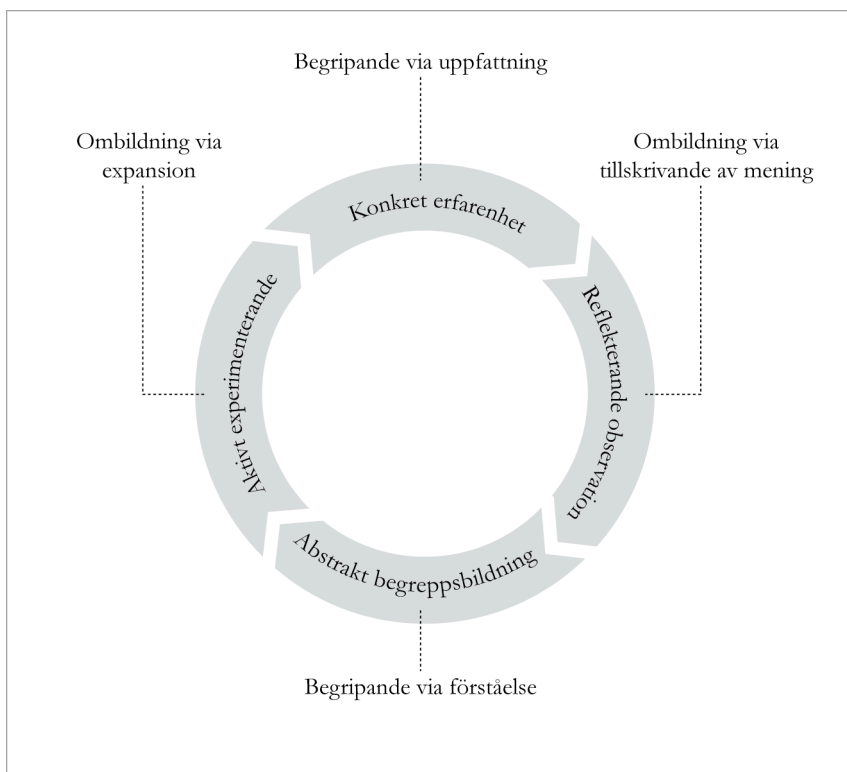 Begripande via uppfattning
Ombildning via
expansion
Ombildning via
tillskrivande av mening
Konkret erfarenhet
Reflekterande observation
Aktivt experimenterande
Abstrakt begreppsbildning
Begripande via förståelse